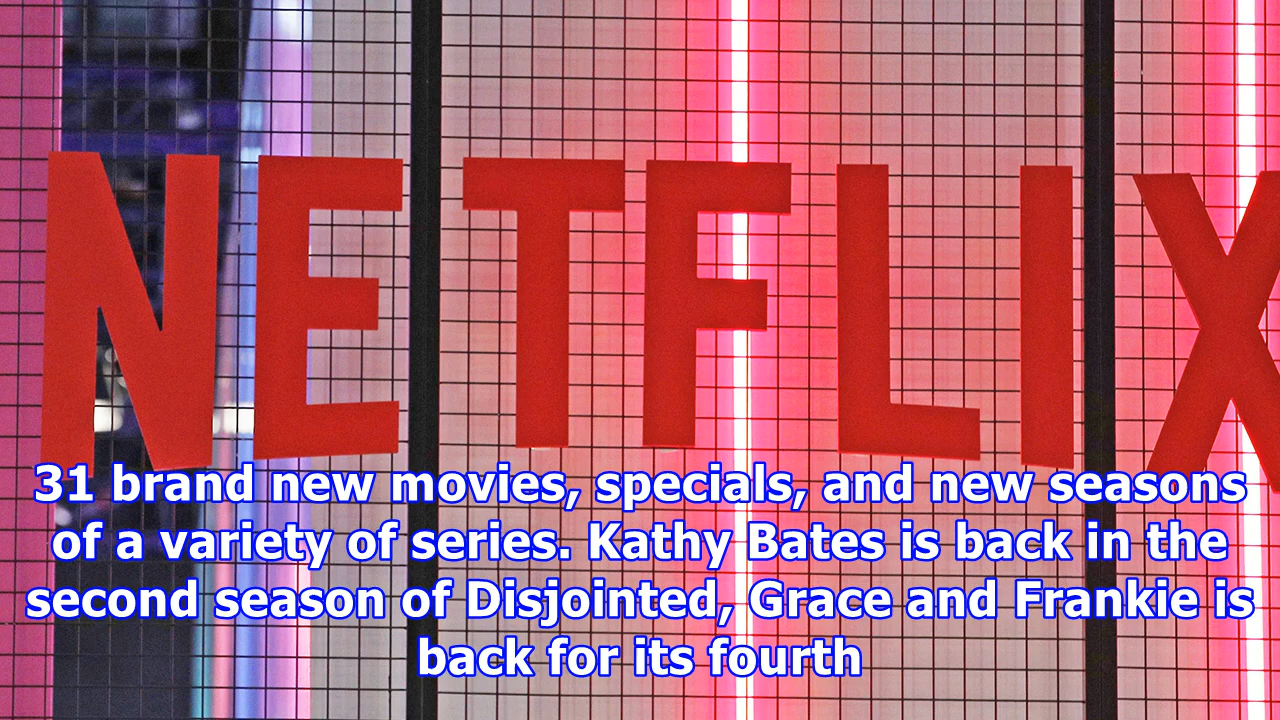 NETFLIX
31 brand new movies, specials, and new seasons
of a variety of series. Kathy Bates is back in the
second season of Disjointed, Grace and Frankie is
back for its fourth